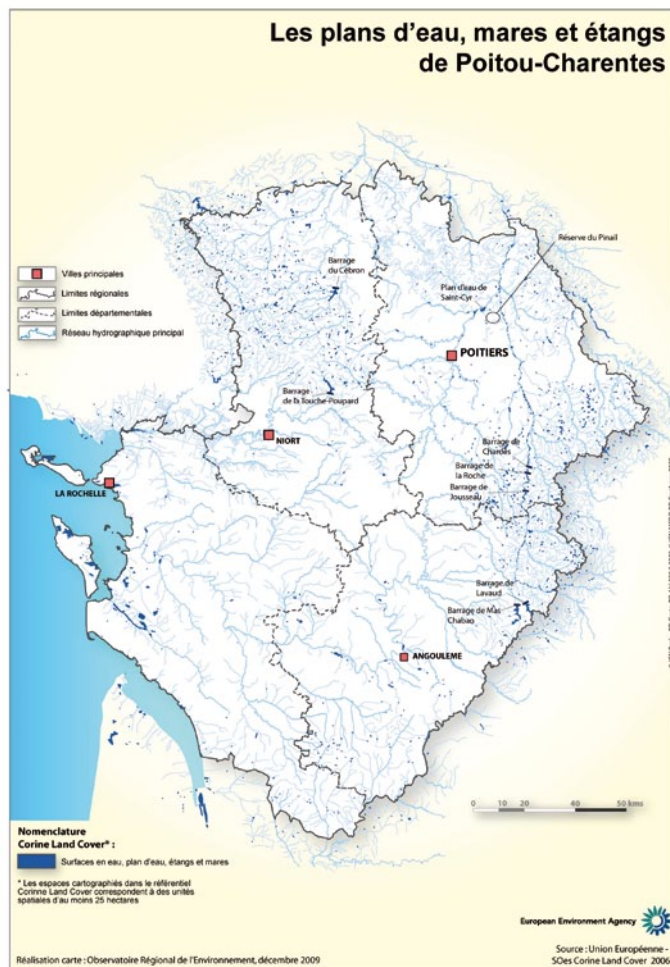 Les plans d'eau, mares et étangs
de Poitou-Charentes
Réserve du Pinail
Villes principales
Limites régionales
Limites départementales
Réseau hydrographique principal
Barrage
du Cébron
Plan d'eau de
Saint-Cyr
POITIERS
Barrage
de la Touche-Poupard
NIORT
Barrage de
Chardes
Barrage de
la Roche
Barrage de
Jousseau
LA ROCHELLE
Barrage de
Lavaud
Barrage de Mas
Chaban
ANGOULEME
0 10 20 40 50 kms
Nomenclature
Corine Land Cover* :
Surfaces en eau, plan d'eau, étangs et mares
* Les espaces cartographiés dans le référentiel
Corinne Land Cover correspondent à des unités
spatiales d'au moins 25 hectares
European Environment Agency
Réalisation carte : Observatoire Régional de l'Environnement, décembre 2009
Source : Union Européenne -
SOes Corine Land Cover 2006